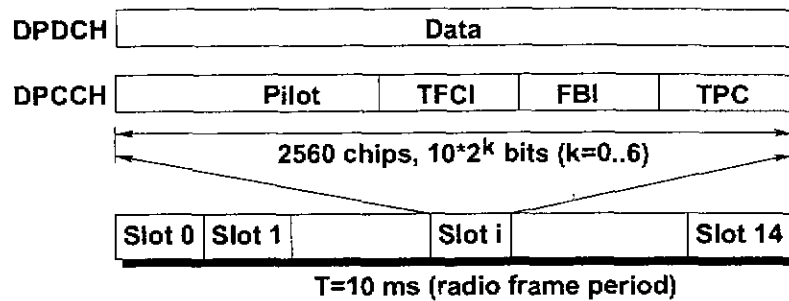 DPDCH Data
DPCCH Pilot TFCI FBI TPC
2560 chips, 10*2^k bits (k=0..6)
Slot 0 Slot 1 Slot i Slot 14
T=10 ms (radio frame period)